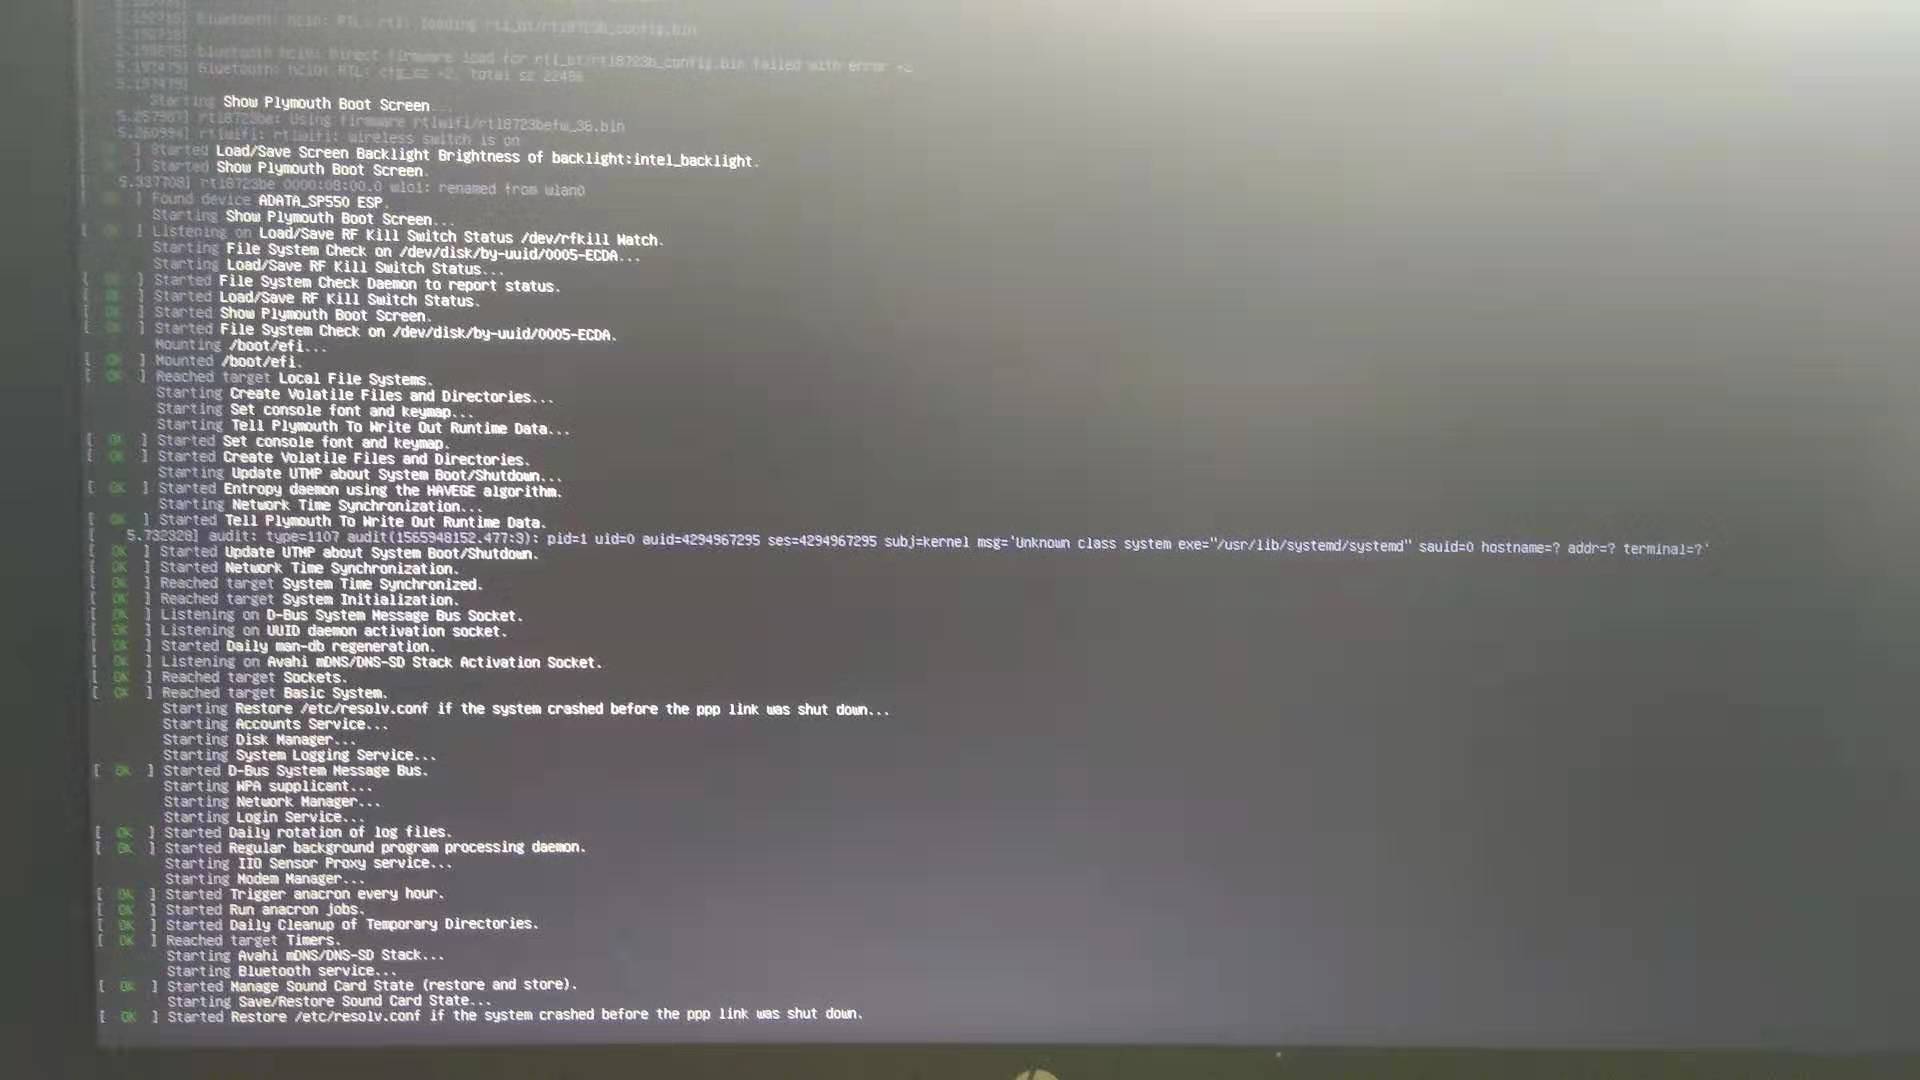 Bluetooth: hci0: RTL: rtl: loading rtl_bt/rtl8723b_config.bin
5.196875] bluetooth hci0: Direct firmware load for rtl_bt/rtl8723b_config.bin failed with error -2
5.197475] Bluetooth: hci0: RTL: cfg_sz -2, total sz 22496
Starting Show Plymouth Boot Screen...
5.257987] rtl8723be: Using firmware rtlwifi/rtl8723befw_36.bin
5.260994] rtlwifi: rtlwifi: wireless switch is on
] Started Load/Save Screen Backlight Brightness of backlight:intel_backlight.
] Started Show Plymouth Boot Screen.
5.337708] rtl8723be 0000:08:00.0 wlo1: renamed from wlan0
] Found device ADATA_SP550 ESP.
Starting Show Plymouth Boot Screen...
[ OK ] Listening on Load/Save RF Kill Switch Status /dev/rfkill Watch.
Starting File System Check on /dev/disk/by-uuid/0005-ECDA...
Starting Load/Save RF Kill Switch Status...
[ OK ] Started File System Check Daemon to report status.
[ OK ] Started Load/Save RF Kill Switch Status.
[ OK ] Started Show Plymouth Boot Screen.
[ OK ] Started File System Check on /dev/disk/by-uuid/0005-ECDA.
Mounting /boot/efi...
[ OK ] Mounted /boot/efi.
[ OK ] Reached target Local File Systems.
Starting Create Volatile Files and Directories...
Starting Set console font and keymap...
Starting Tell Plymouth To Write Out Runtime Data...
[ OK ] Started Set console font and keymap.
[ OK ] Started Create Volatile Files and Directories.
Starting Update UTMP about System Boot/Shutdown...
[ OK ] Started Entropy daemon using the HAVEGE algorithm.
Starting Network Time Synchronization...
[ OK ] Started Tell Plymouth To Write Out Runtime Data.
[ 5.732328] audit: type=1107 audit(1565948152.477:3): pid=1 uid=0 auid=4294967295 ses=4294967295 subj=kernel msg='Unknown class system exe="/usr/lib/systemd/systemd" sauid=0 hostname=? addr=? terminal=?'
[ OK ] Started Update UTMP about System Boot/Shutdown.
[ OK ] Started Network Time Synchronization.
[ OK ] Reached target System Time Synchronized.
[ OK ] Reached target System Initialization.
[ OK ] Listening on D-Bus System Message Bus Socket.
[ OK ] Listening on UUID daemon activation socket.
[ OK ] Started Daily man-db regeneration.
[ OK ] Listening on Avahi mDNS/DNS-SD Stack Activation Socket.
[ OK ] Reached target Sockets.
[ OK ] Reached target Basic System.
Starting Restore /etc/resolv.conf if the system crashed before the ppp link was shut down...
Starting Accounts Service...
Starting Disk Manager...
Starting System Logging Service...
[ OK ] Started D-Bus System Message Bus.
Starting WPA supplicant...
Starting Network Manager...
Starting Login Service...
[ OK ] Started Daily rotation of log files.
[ OK ] Started Regular background program processing daemon.
Starting IIO Sensor Proxy service...
Starting Modem Manager...
[ OK ] Started Trigger anacron every hour.
[ OK ] Started Run anacron jobs.
[ OK ] Started Daily Cleanup of Temporary Directories.
[ OK ] Reached target Timers.
Starting Avahi mDNS/DNS-SD Stack...
Starting Bluetooth service...
[ OK ] Started Manage Sound Card State (restore and store).
Starting Save/Restore Sound Card State...
[ OK ] Started Restore /etc/resolv.conf if the system crashed before the ppp link was shut down.